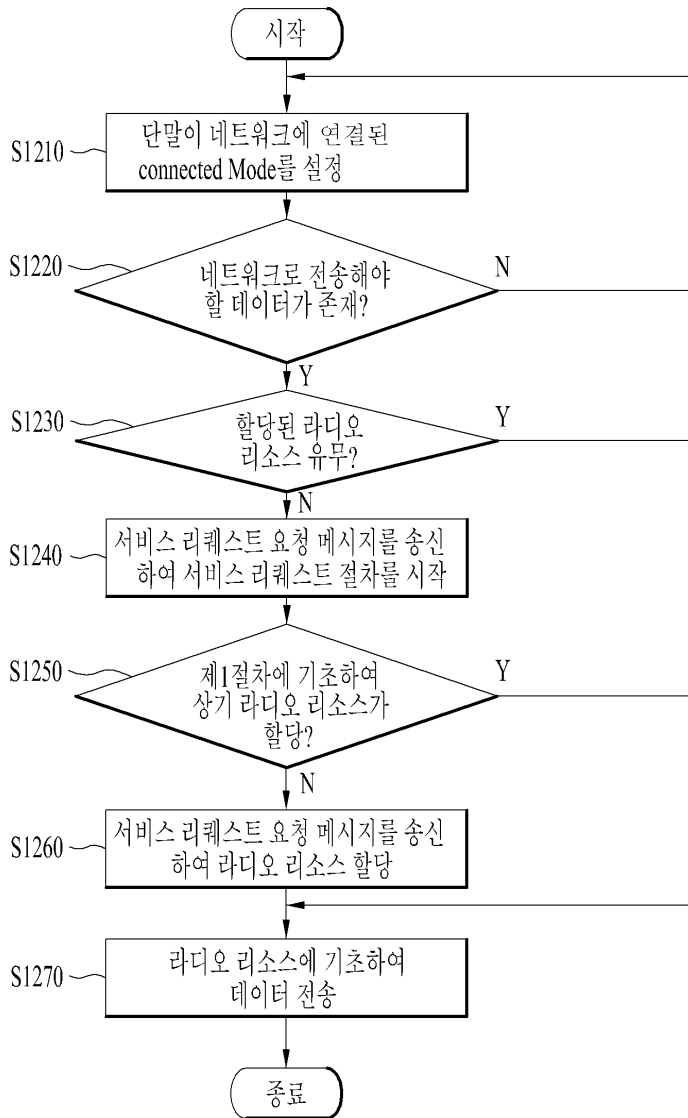 시작
S1210
단말이 네트워크에 연결된
connected Mode를 설정
S1220
네트워크로 전송해야
할 데이터가 존재?
N
Y
S1230
할당된 라디오
리소스 유무?
Y
N
S1240
서비스 리퀘스트 요청 메시지를 송신
하여 서비스 리퀘스트 절차를 시작
S1250
제1절차에 기초하여
상기 라디오 리소스가
할당?
Y
N
S1260
서비스 리퀘스트 요청 메시지를 송신
하여 라디오 리소스 할당
S1270
라디오 리소스에 기초하여
데이터 전송
종료